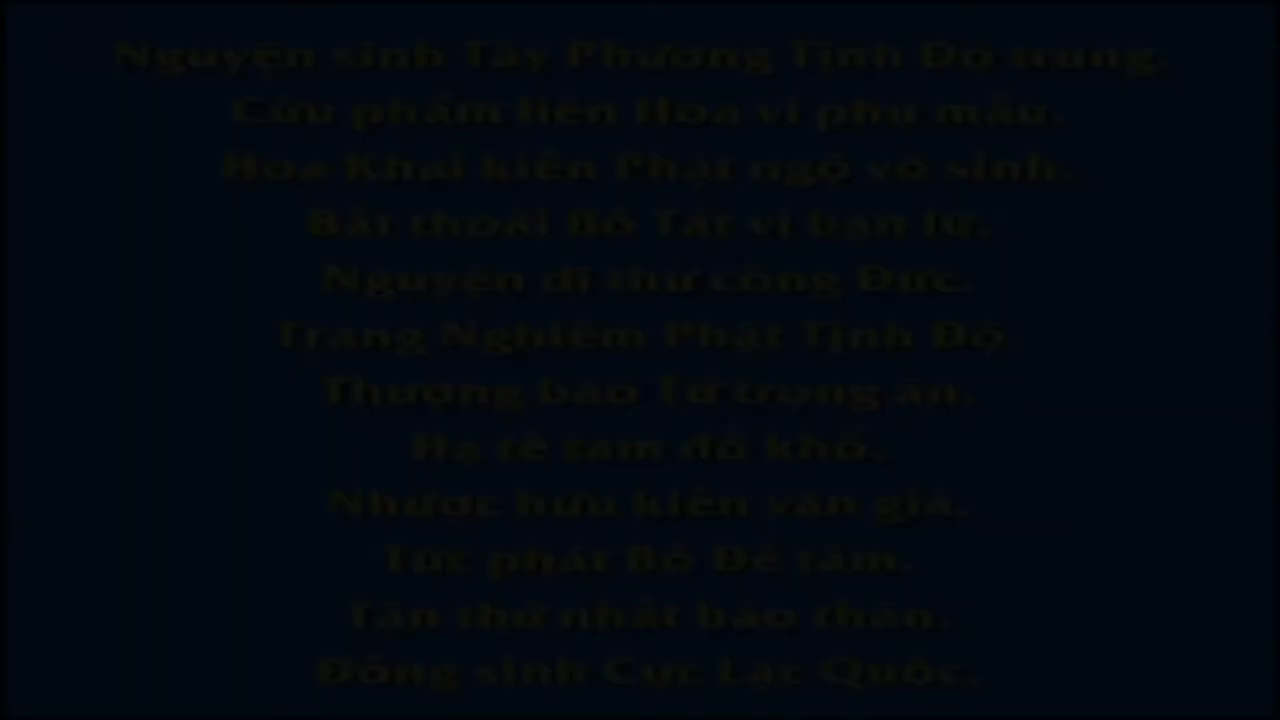 Nguyện sinh Tây Phương Tịnh Độ trung,
Cửu phẩm liên Hoa vi phụ mẫu.
Hoa Khai kiến Phật ngộ vô sinh,
Bất thoái Bồ Tát vi bạn lữ.
Nguyện dĩ thử công Đức,
Trang Nghiêm Phật Tịnh Độ
Thượng báo Tứ trọng ân,
Hạ tế tam đồ khổ.
Nhược hữu kiến văn giả,
Tức phát Bồ Đề tâm.
Tận thử nhất báo thân,
Đồng sinh Cực Lạc Quốc.